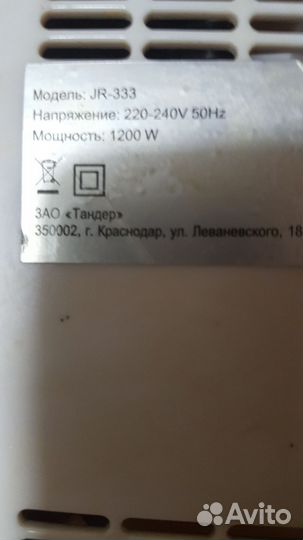 Модель: JR-333
Напряжение: 220-240V 50Hz
Мощность: 1200 W
ЗАО «Тандер»
350002, г. Краснодар, ул. Леваневского, 18
Avito